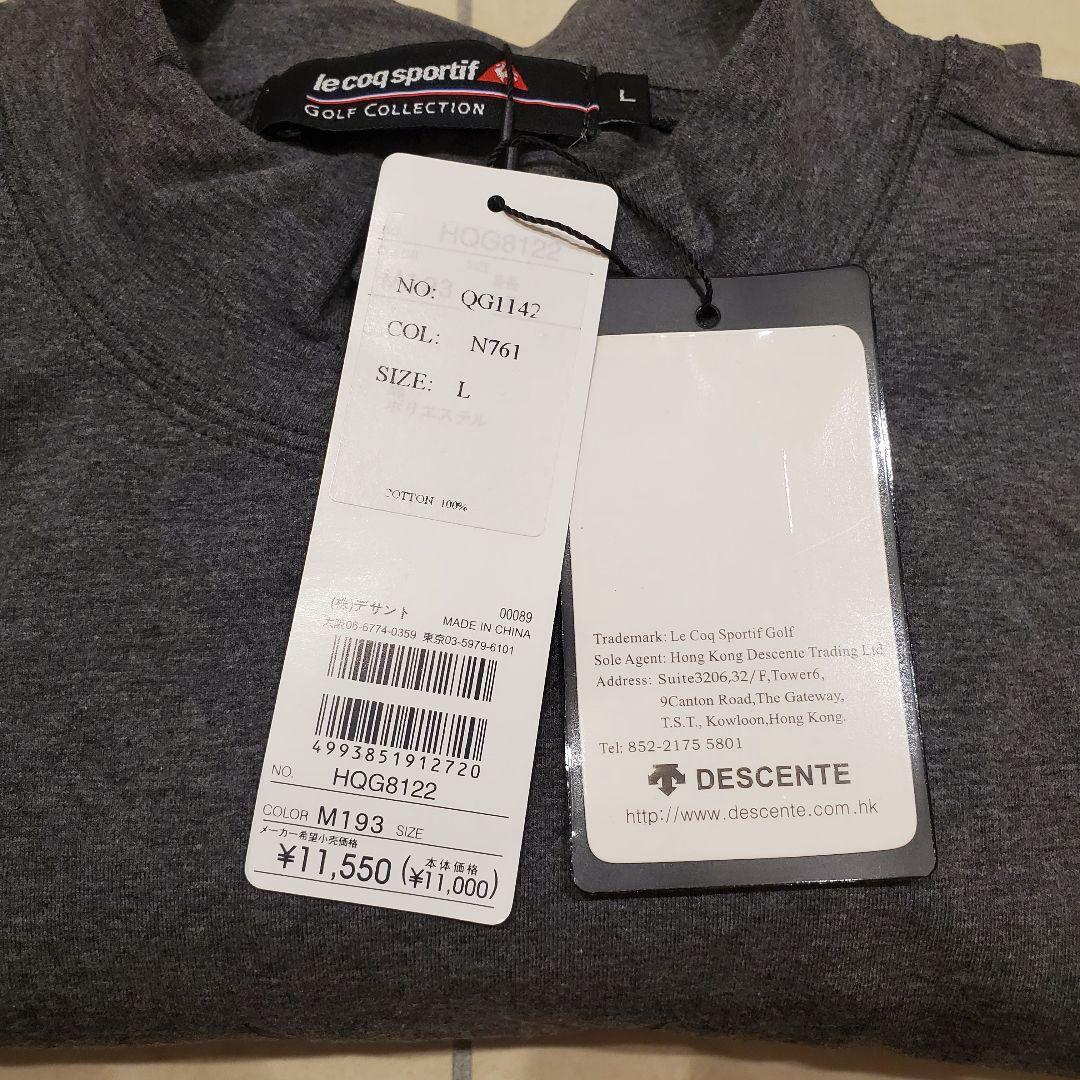 le coq sportif
GOLF COLLECTION
L
HQG8122
NO: QG1142
COL: N761
SIZE: L
ポリエステル
COTTON 100%
(株)デサント 00089
大阪06-6774-0359 東京03-5979-6101
MADE IN CHINA
4993851912720
NO. HQG8122
COLOR M193 SIZE
メーカー希望小売価格
¥11,550 (本体価格 ¥11,000)
Trademark: Le Coq Sportif Golf
Sole Agent: Hong Kong Descente Trading Ltd
Address: Suite3206,32/F,Tower6,
9Canton Road,The Gateway,
T.S.T., Kowloon,Hong Kong.
Tel: 852-2175 5801
DESCENTE
http://www.descente.com.hk